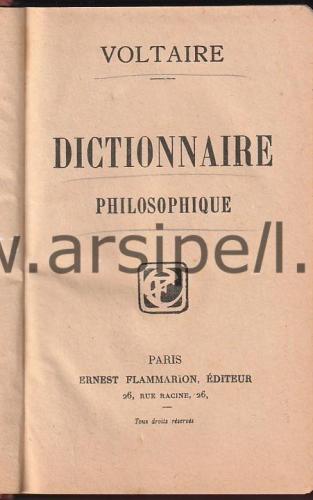 VOLTAIRE
DICTIONNAIRE
PHILOSOPHIQUE
w.arsipe/l.
PARIS
ERNEST FLAMMARION, ÉDITEUR
26, RUE RACINE, 26,
Tous droits réservés